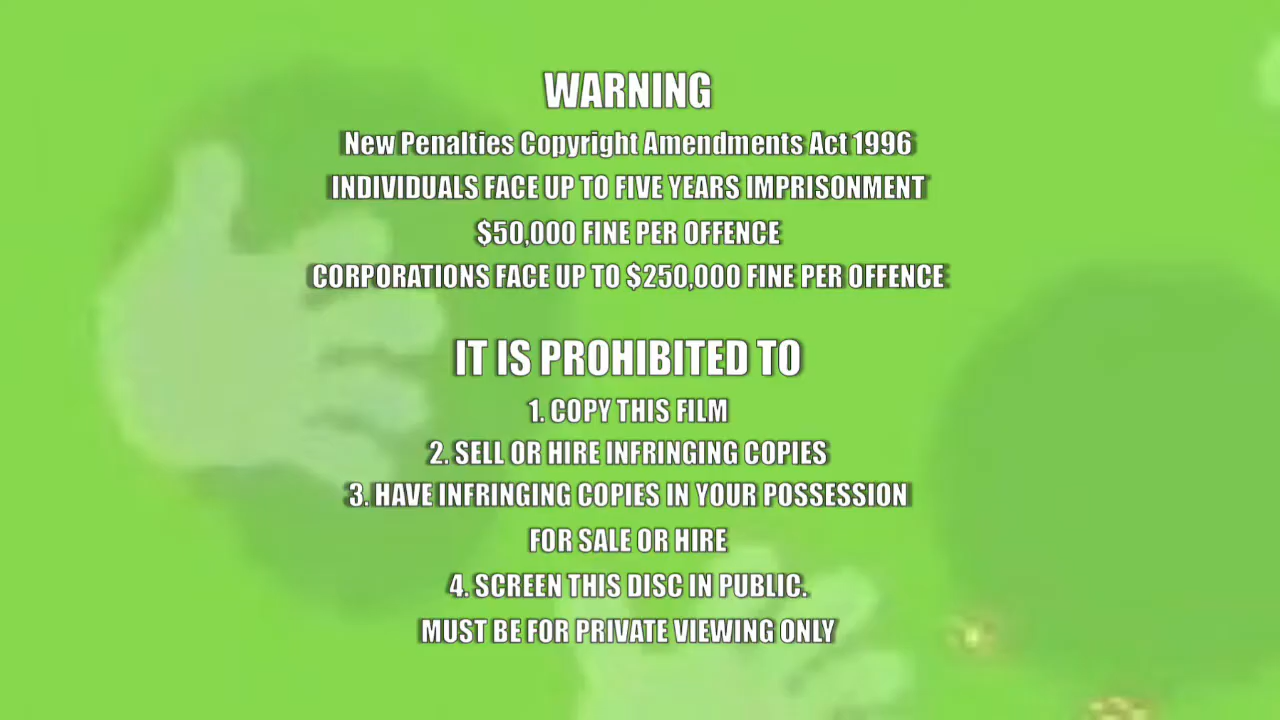 WARNING
New Penalties Copyright Amendments Act 1996
INDIVIDUALS FACE UP TO FIVE YEARS IMPRISONMENT
$50,000 FINE PER OFFENCE
CORPORATIONS FACE UP TO $250,000 FINE PER OFFENCE
IT IS PROHIBITED TO
1. COPY THIS FILM
2. SELL OR HIRE INFRINGING COPIES
3. HAVE INFRINGING COPIES IN YOUR POSSESSION
FOR SALE OR HIRE
4. SCREEN THIS DISC IN PUBLIC.
MUST BE FOR PRIVATE VIEWING ONLY